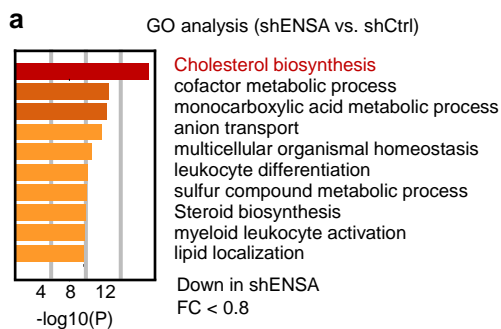 a
GO analysis (shENSA vs. shCtrl)
Cholesterol biosynthesis
cofactor metabolic process
monocarboxylic acid metabolic process
anion transport
multicellular organismal homeostasis
leukocyte differentiation
sulfur compound metabolic process
Steroid biosynthesis
myeloid leukocyte activation
lipid localization
4 8 12
-log10(P)
Down in shENSA
FC < 0.8